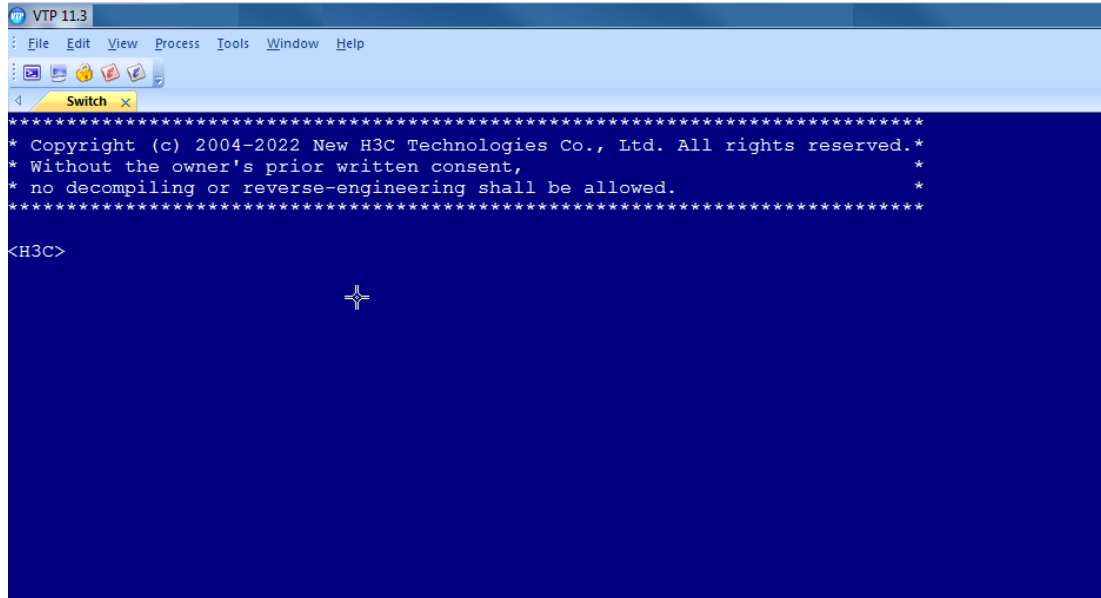 VTP 11.3
File Edit View Process Tools Window Help
Switch
********************************************************************************
* Copyright (c) 2004-2022 New H3C Technologies Co., Ltd. All rights reserved.*
* Without the owner's prior written consent, *
* no decompiling or reverse-engineering shall be allowed. *
********************************************************************************
<H3C>